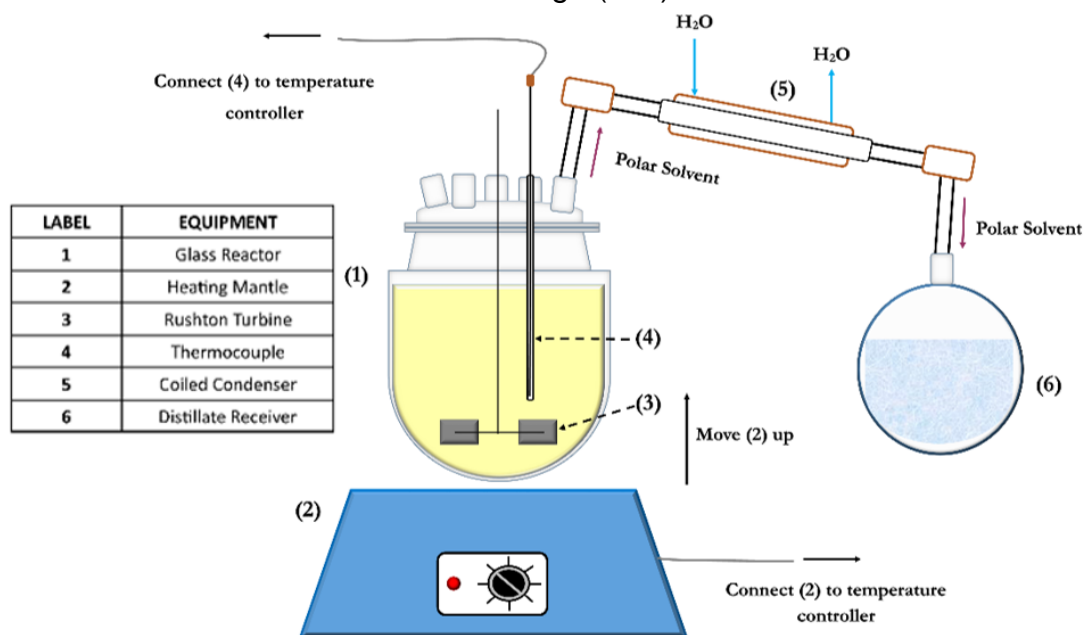 H₂O
H₂O
Connect (4) to temperature
controller
(5)
Polar Solvent
Polar Solvent
LABEL EQUIPMENT
1 Glass Reactor
2 Heating Mantle
3 Rushton Turbine
4 Thermocouple
5 Coiled Condenser
6 Distillate Receiver
(1)
(4)
(3)
(6)
Move (2) up
(2)
Connect (2) to temperature
controller